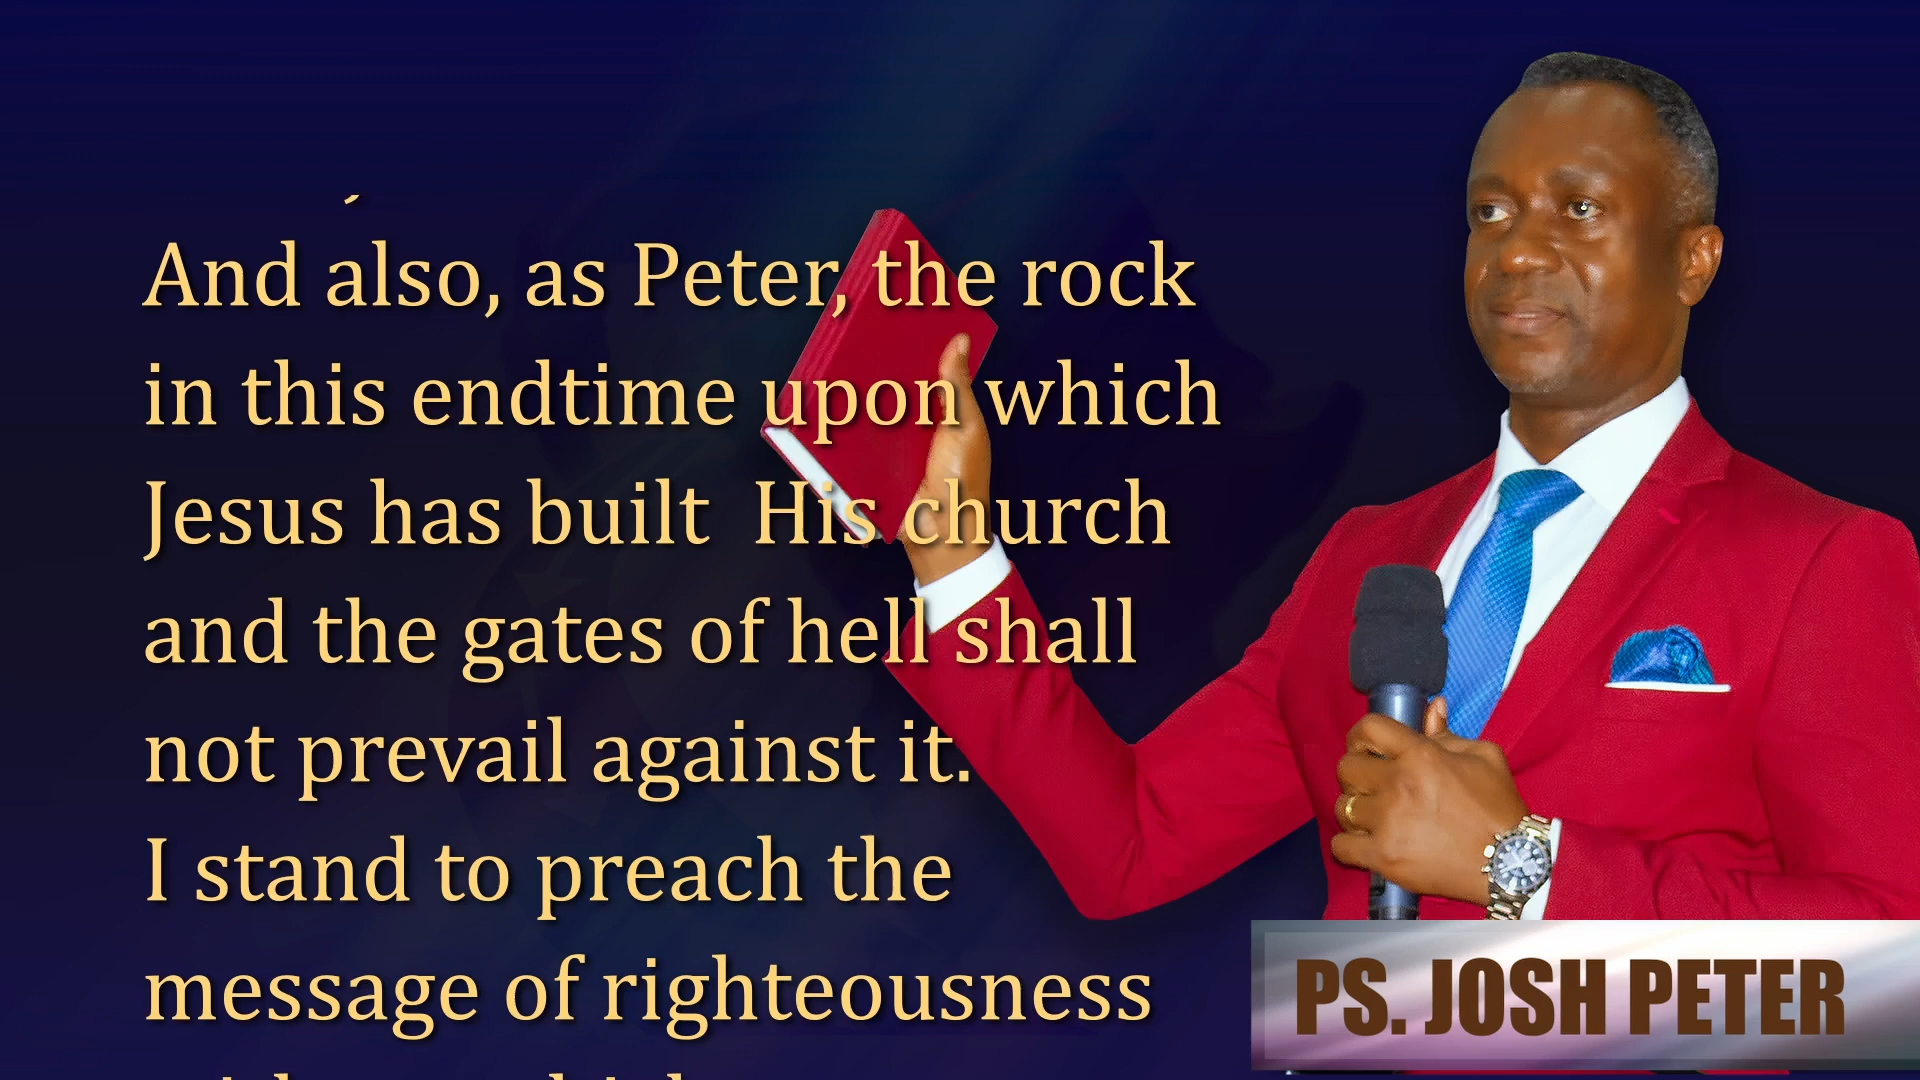 And also, as Peter, the rock
in this endtime upon which
Jesus has built  His church
and the gates of hell shall
not prevail against it.
I stand to preach the
message of righteousness
PS. JOSH PETER